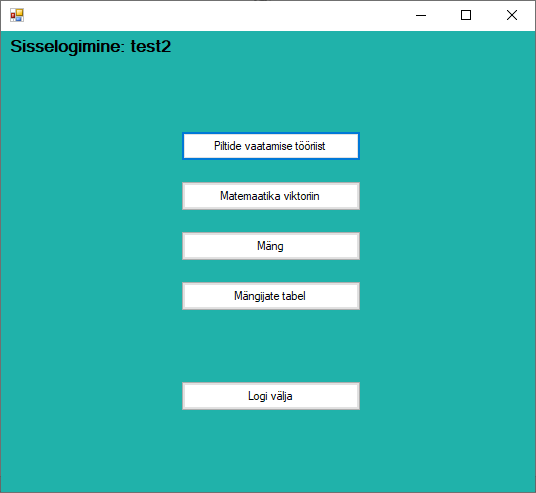 Sisselogimine: test2
Piltide vaatamise tööriist
Matemaatika viktoriin
Mäng
Mängijate tabel
Logi välja